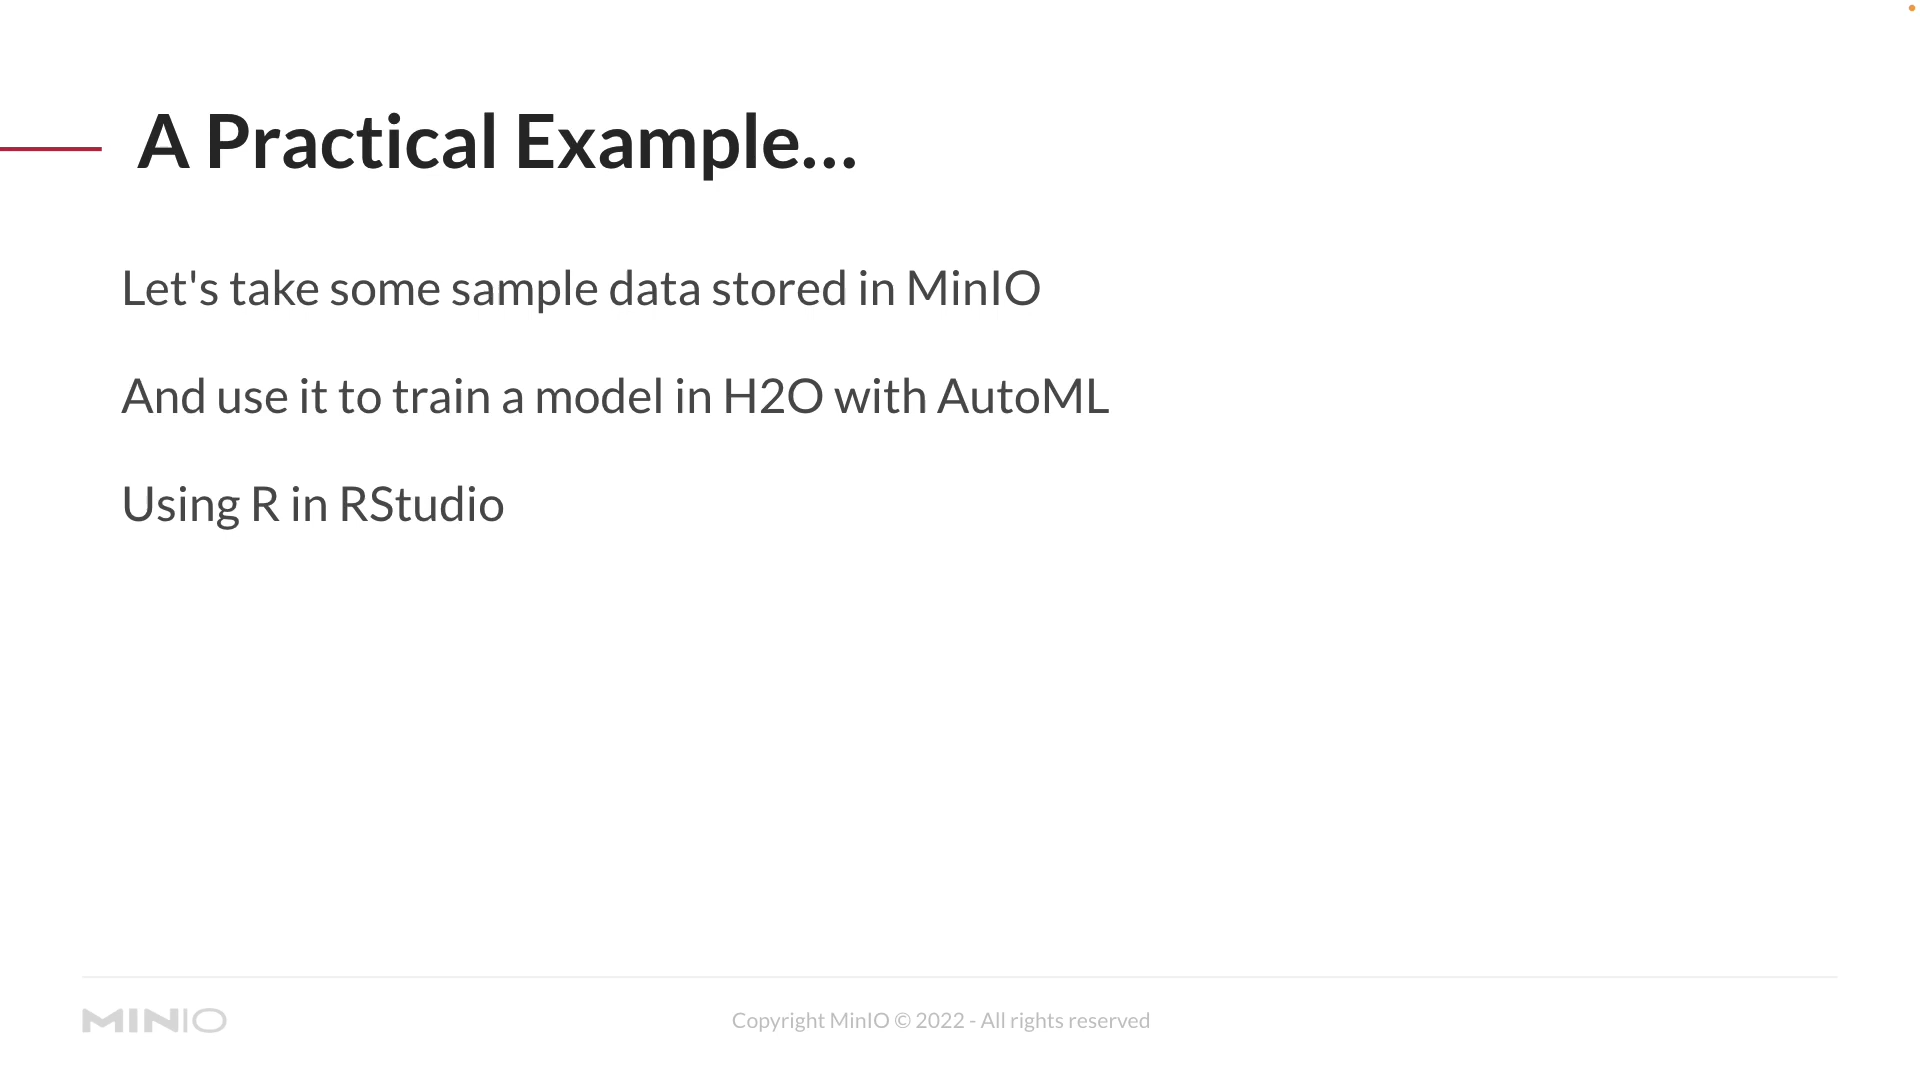 A Practical Example...
Let's take some sample data stored in MinIO
And use it to train a model in H2O with AutoML
Using R in RStudio
MINIO
Copyright MinIO © 2022 - All rights reserved